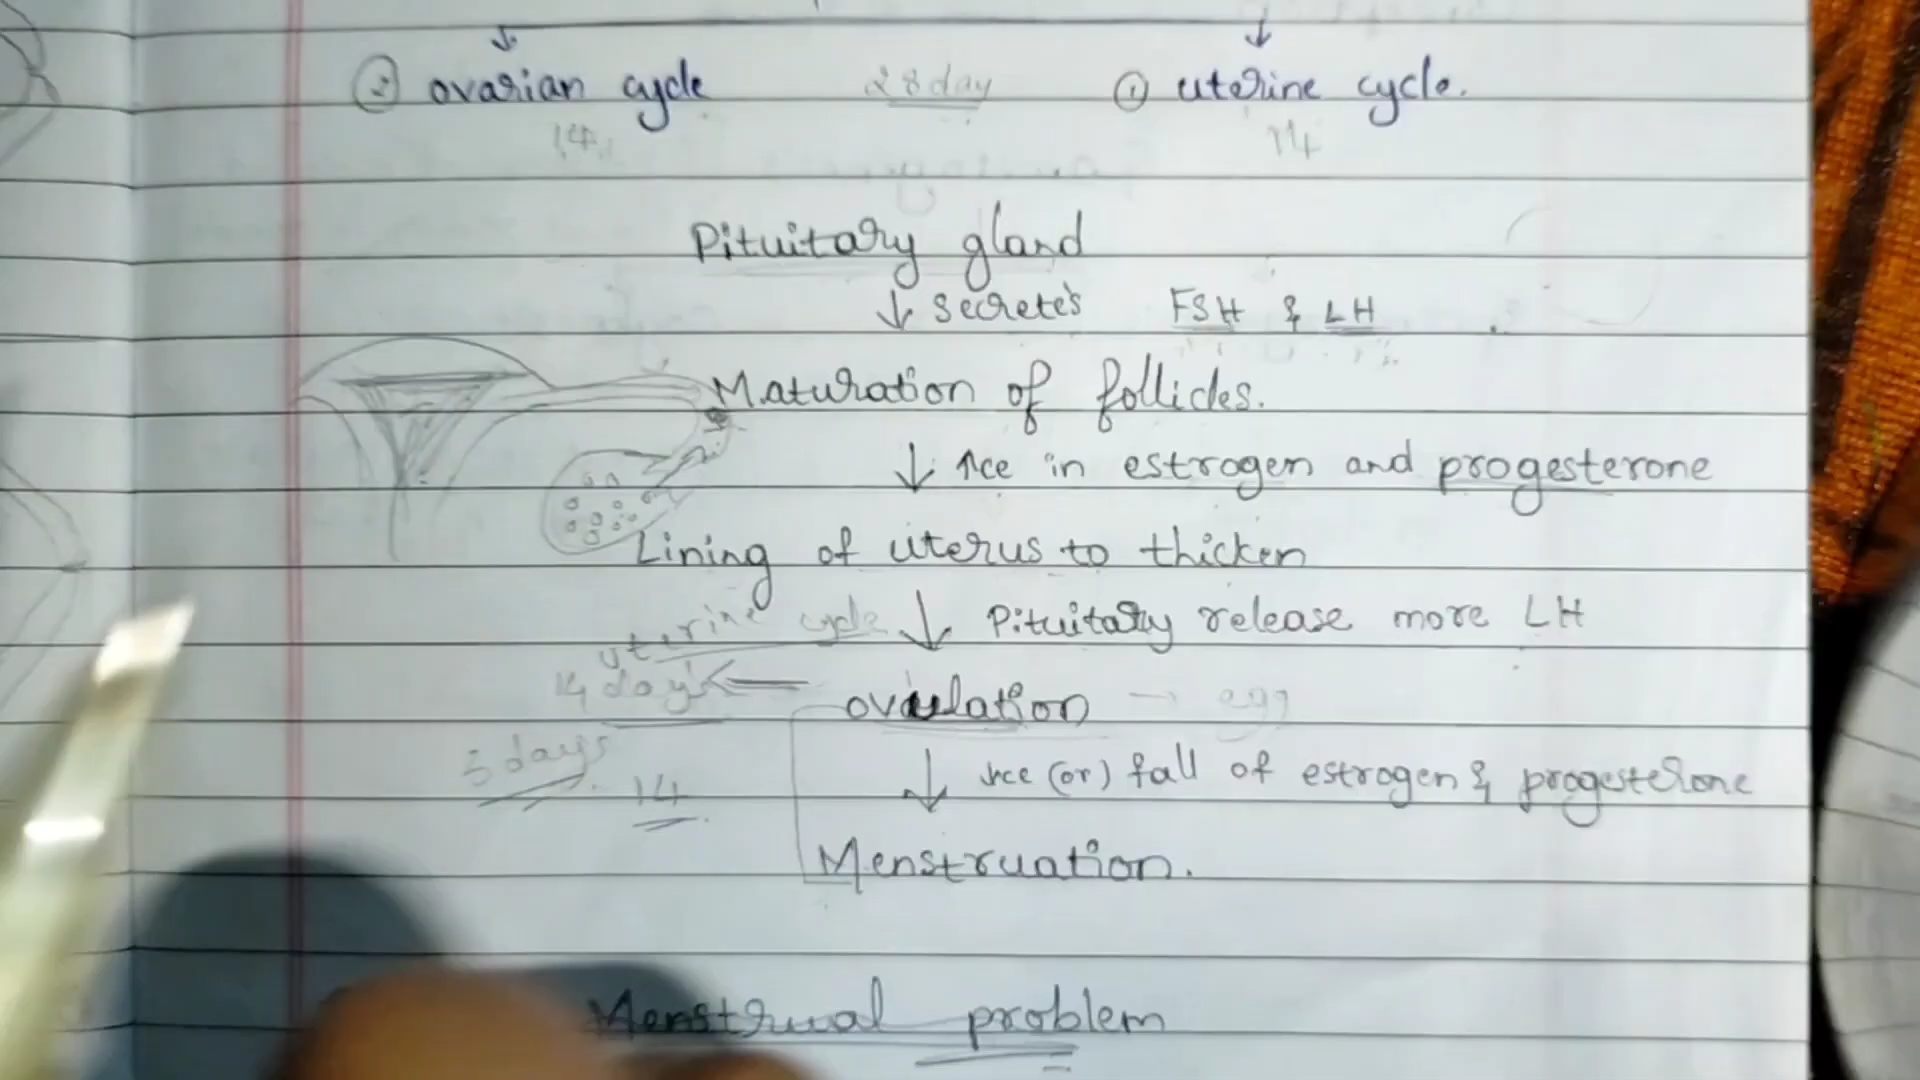 ② ovarian cycle 28 day ① uterine cycle.
14 14
Pituitary gland
↓ secrete's FSH & LH
Maturation of follicles.
↓ ↑ce in estrogen and progesterone
Lining of uterus to thicken
uterine cycle ↓ Pituitary release more LH
14 days ← ovulation → egg
5 days ↓ ↓ce (or) fall of estrogen & progesterone
14
Menstruation.
Menstrual problem